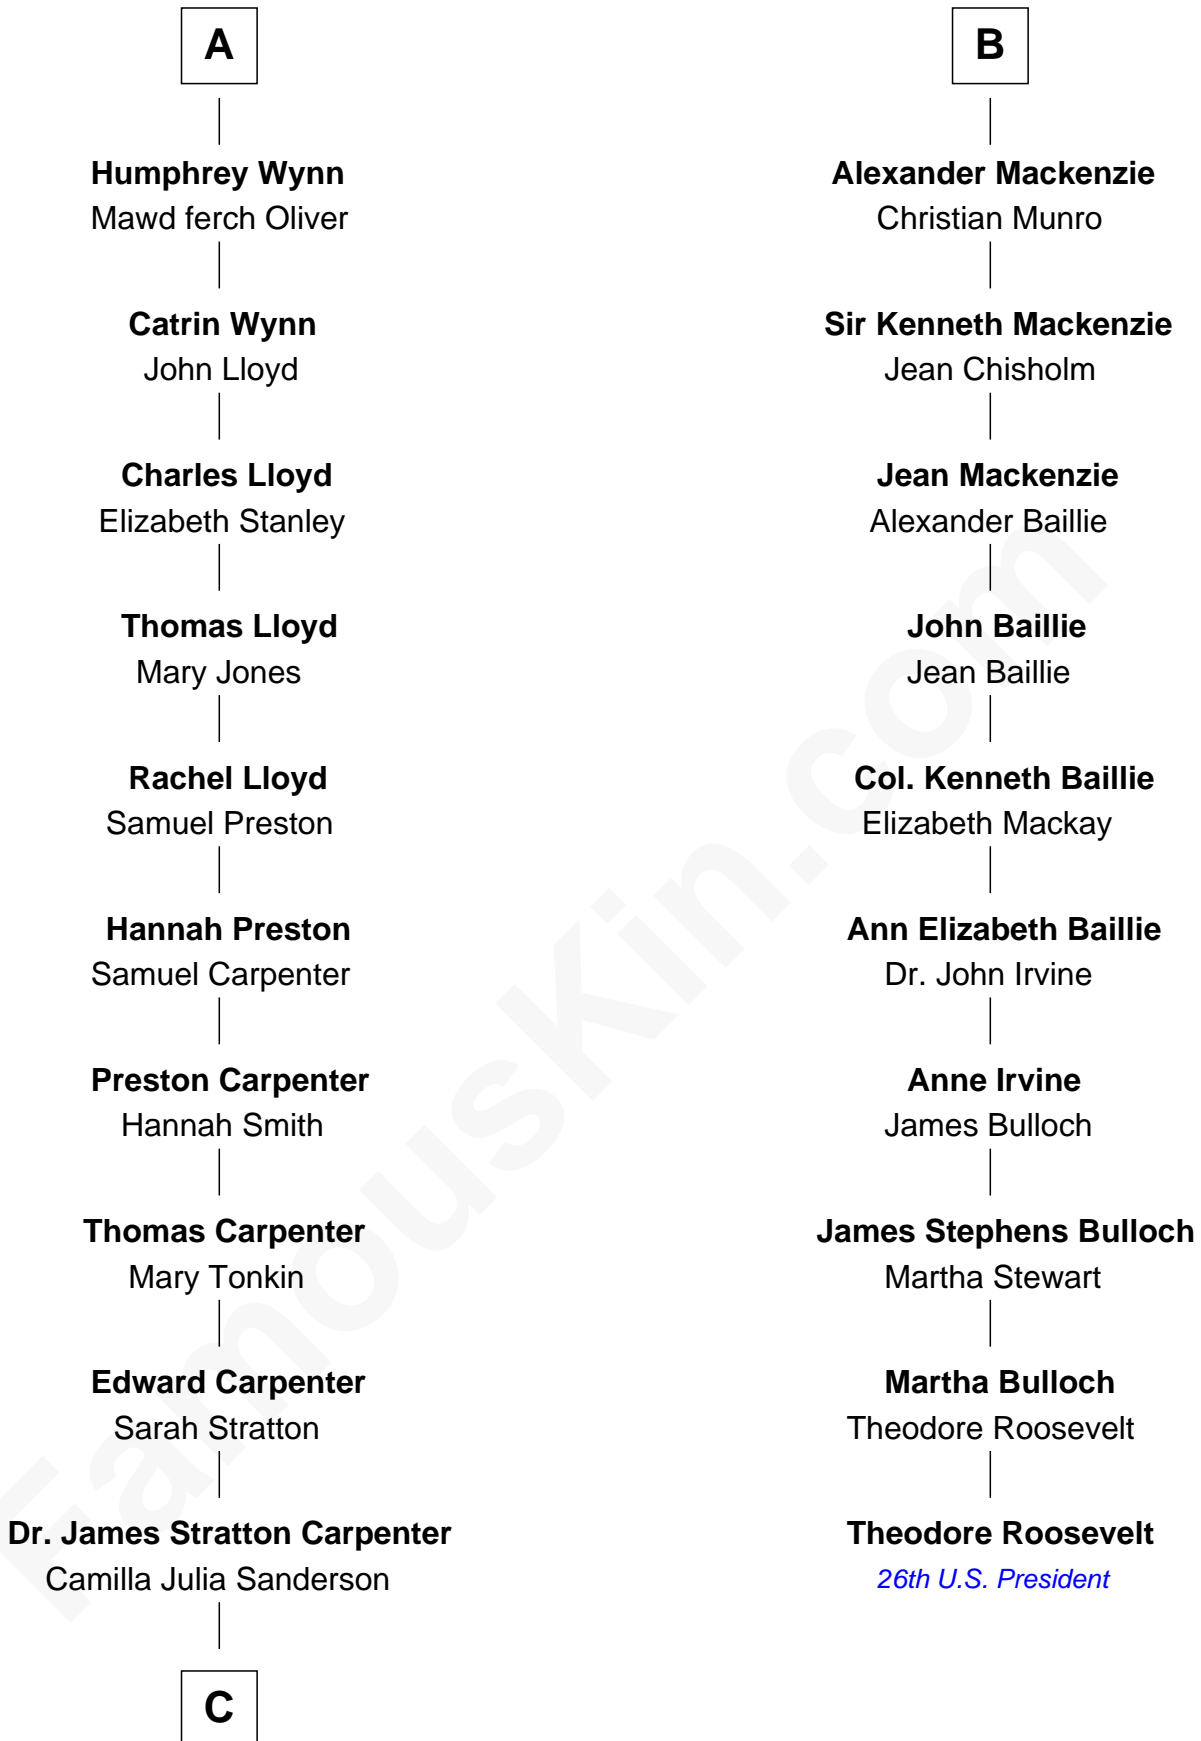 A
Humphrey Wynn
Mawd ferch Oliver
Catrin Wynn
John Lloyd
Charles Lloyd
Elizabeth Stanley
Thomas Lloyd
Mary Jones
Rachel Lloyd
Samuel Preston
Hannah Preston
Samuel Carpenter
Preston Carpenter
Hannah Smith
Thomas Carpenter
Mary Tonkin
Edward Carpenter
Sarah Stratton
Dr. James Stratton Carpenter
Camilla Julia Sanderson
C
B
Alexander Mackenzie
Christian Munro
Sir Kenneth Mackenzie
Jean Chisholm
Jean Mackenzie
Alexander Baillie
John Baillie
Jean Baillie
Col. Kenneth Baillie
Elizabeth Mackay
Ann Elizabeth Baillie
Dr. John Irvine
Anne Irvine
James Bulloch
James Stephens Bulloch
Martha Stewart
Martha Bulloch
Theodore Roosevelt
Theodore Roosevelt
26th U.S. President
FamousKin.com